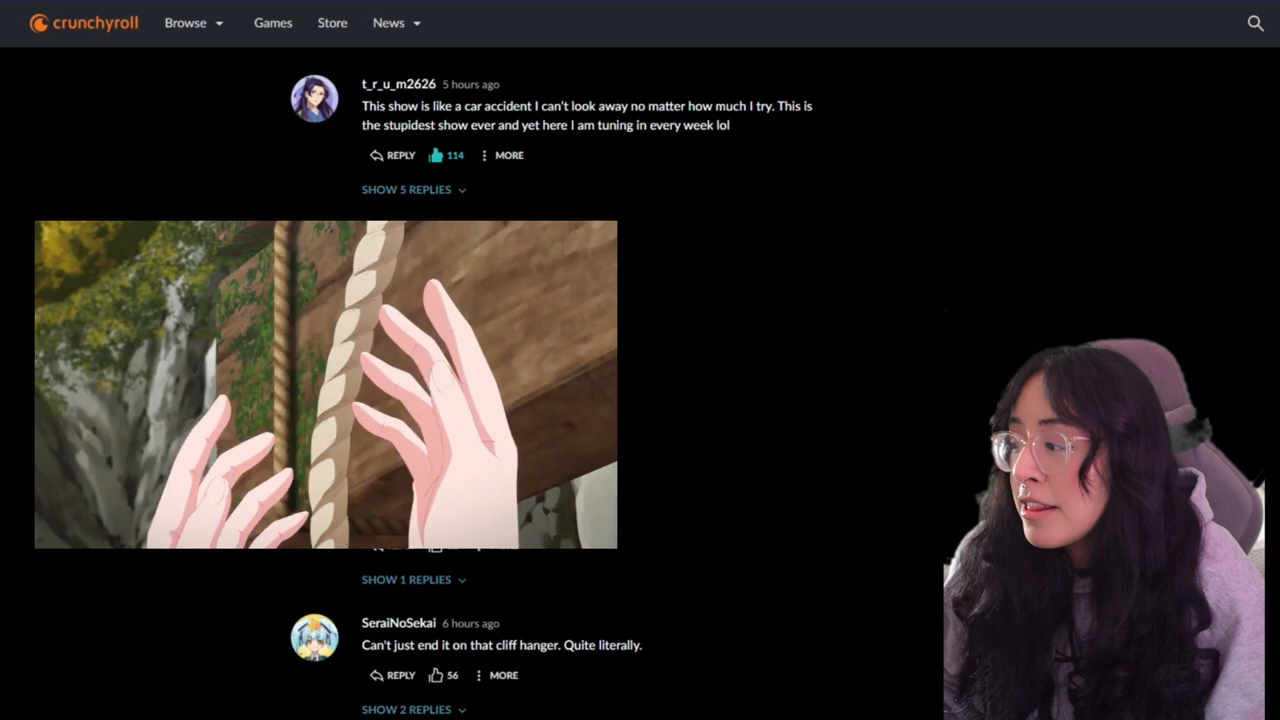 crunchyroll Browse Games Store News
t_r_u_m2626 5 hours ago
This show is like a car accident I can't look away no matter how much I try. This is
the stupidest show ever and yet here I am tuning in every week lol
REPLY 114 MORE
SHOW 5 REPLIES
SHOW 1 REPLIES
SeraiNoSekai 6 hours ago
Can't just end it on that cliff hanger. Quite literally.
REPLY 56 MORE
SHOW 2 REPLIES